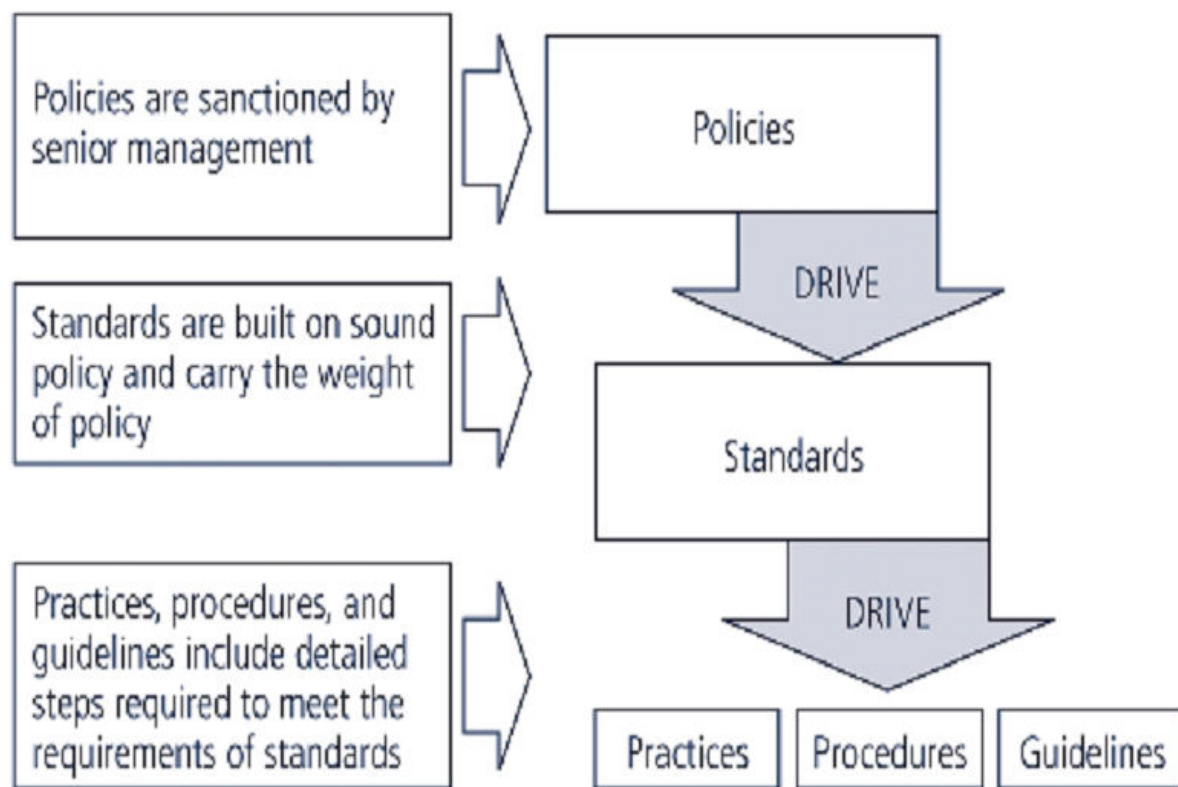 Policies are sanctioned by
senior management
Policies
DRIVE
Standards are built on sound
policy and carry the weight
of policy
Standards
DRIVE
Practices, procedures, and
guidelines include detailed
steps required to meet the
requirements of standards
Practices
Procedures
Guidelines